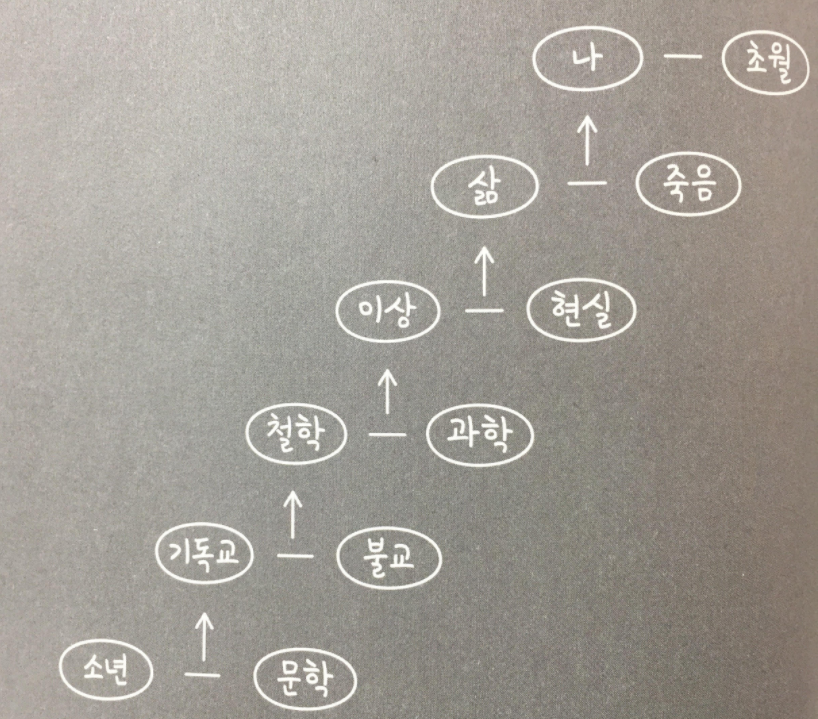 나 — 초월
삶 — 죽음
이상 — 현실
철학 — 과학
기독교 — 불교
소년 — 문학